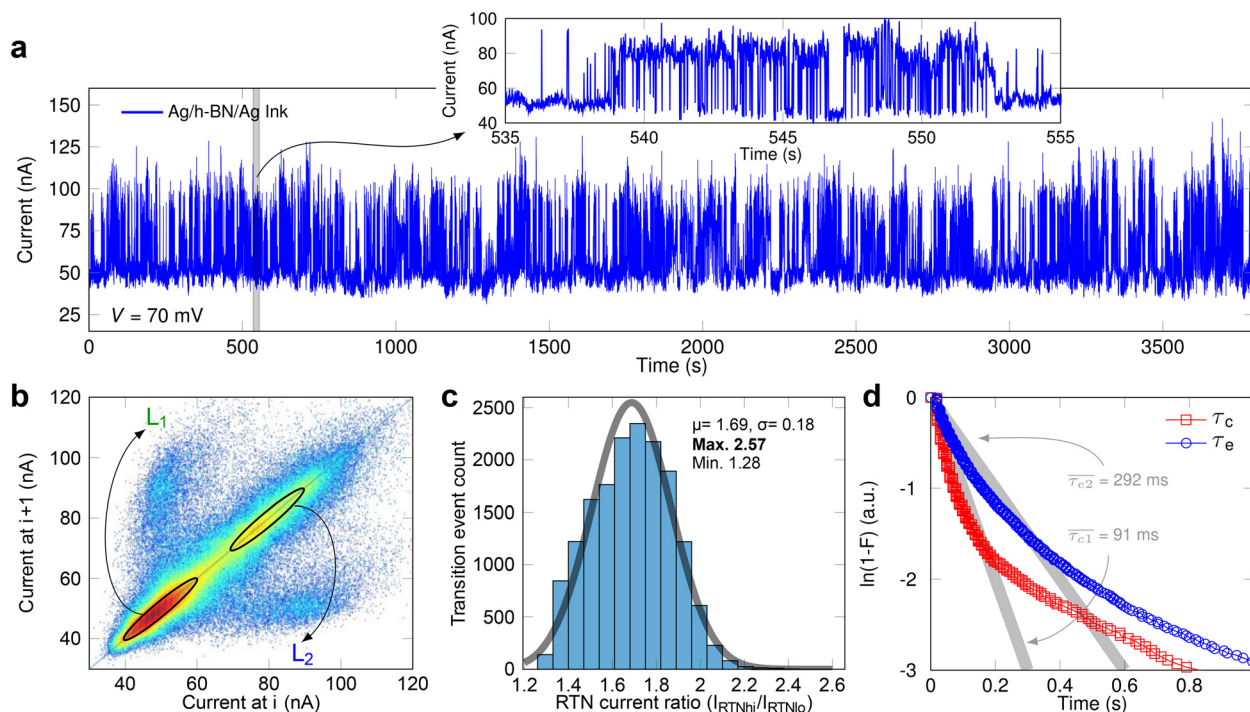 a
Current (nA)
100
80
60
40
535
540
545
550
555
Time (s)
Current (nA)
150
125
100
75
50
25
Ag/h-BN/Ag Ink
V = 70 mV
0
500
1000
1500
2000
2500
3000
3500
Time (s)
b
Current at i+1 (nA)
120
100
80
60
40
L1
L2
40
60
80
100
120
Current at i (nA)
c
Transition event count
2500
2000
1500
1000
500
0
μ= 1.69, σ= 0.18
Max. 2.57
Min. 1.28
1.2
1.4
1.6
1.8
2.0
2.2
2.4
2.6
RTN current ratio (IRTNhi/IRTNlo)
d
ln(1-F) (a.u.)
0
-1
-2
-3
τc
τe
τe2 = 292 ms
τc1 = 91 ms
0
0.2
0.4
0.6
0.8
Time (s)